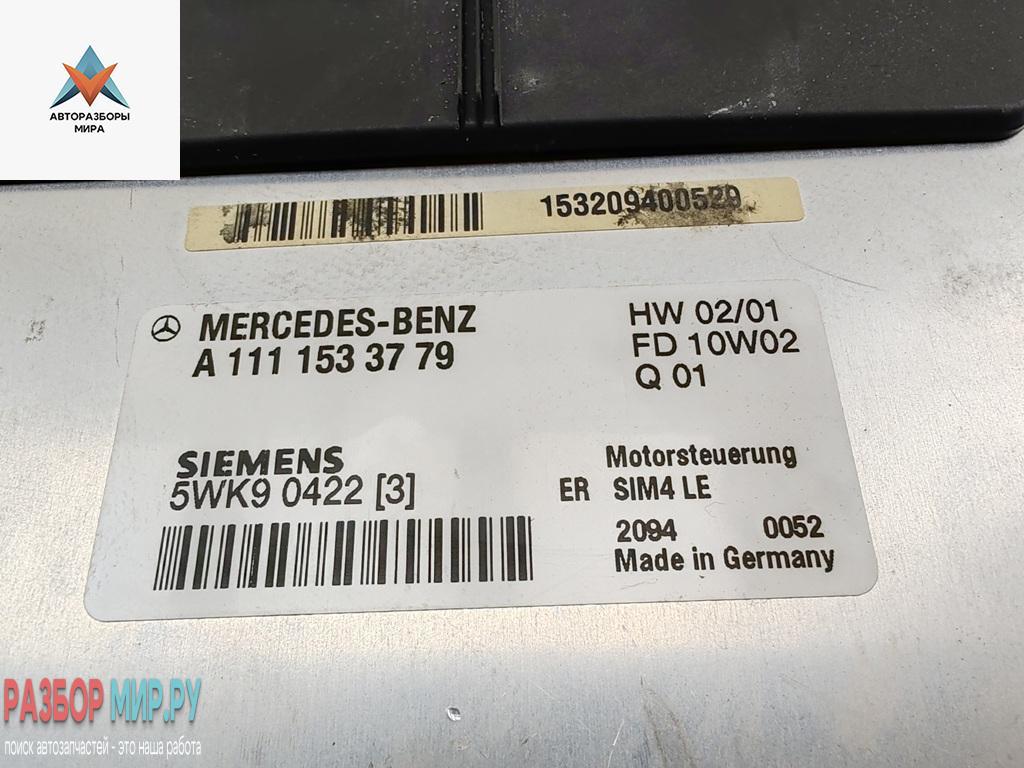 АВТОРАЗБОРЫ
МИРА
153209400529
MERCEDES-BENZ
A 111 153 37 79
HW 02/01
FD 10W02
Q 01
SIEMENS
5WK9 0422 [3]
Motorsteuerung
ER SIM4 LE
2094 0052
Made in Germany
РАЗБОР МИР.РУ
поиск автозапчастей - это наша работа